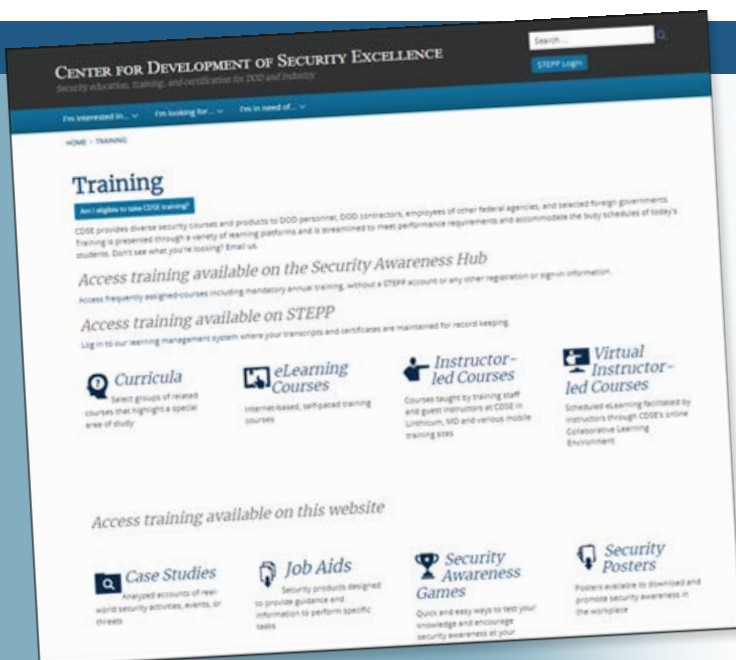 CENTER FOR DEVELOPMENT OF SECURITY EXCELLENCE
Security education, training, and certification for DOD and Industry
Search ...
STEPP Login
I'm interested in... I'm looking for... I'm in need of...
HOME › TRAINING
Training
Am I eligible to take CDSE training?
CDSE provides diverse security courses and products to DOD personnel, DOD contractors, employees of other federal agencies, and selected foreign governments
Training is presented through a variety of learning platforms and is streamlined to meet performance requirements and accommodate the busy schedules of today's
students. Don't see what you're looking? Email us.
Access training available on the Security Awareness Hub
Access frequently assigned courses including mandatory annual training, without a STEPP account or any other registration or sign-in information.
Access training available on STEPP
Log in to our learning management system where your transcripts and certificates are maintained for record keeping.
Curricula
Select groups of related
courses that highlight a special
area of study
eLearning
Courses
Internet-based, self-paced training
courses
Instructor-
led Courses
Courses taught by training staff
and guest instructors at CDSE in
Linthicum, MD and various mobile
training sites
Virtual
Instructor-
led Courses
Scheduled eLearning facilitated by
instructors through CDSE's online
Collaborative Learning
Environment
Access training available on this website
Case Studies
Analyzed accounts of real-
world security activities, events, or
threats
Job Aids
Security products designed
to provide guidance and
information to perform specific
tasks
Security
Awareness
Games
Quick and easy ways to test your
knowledge and encourage
security awareness at your
Security
Posters
Posters available to download and
promote security awareness in
the workplace